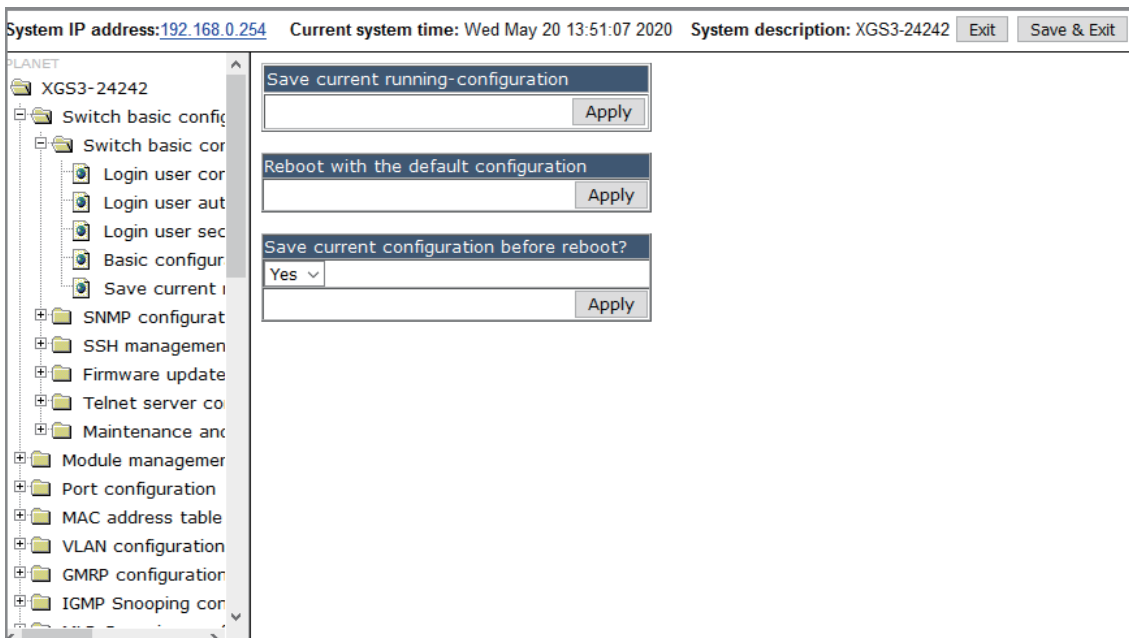 System IP address:192.168.0.254 Current system time: Wed May 20 13:51:07 2020 System description: XGS3-24242 Exit Save & Exit
PLANET
XGS3-24242
Switch basic config
Switch basic cor
Login user cor
Login user aut
Login user sec
Basic configur
Save current
SNMP configurat
SSH managemen
Firmware update
Telnet server co
Maintenance and
Module managemer
Port configuration
MAC address table
VLAN configuration
GMRP configuration
IGMP Snooping con
Save current running-configuration
Apply
Reboot with the default configuration
Apply
Save current configuration before reboot?
Yes
Apply